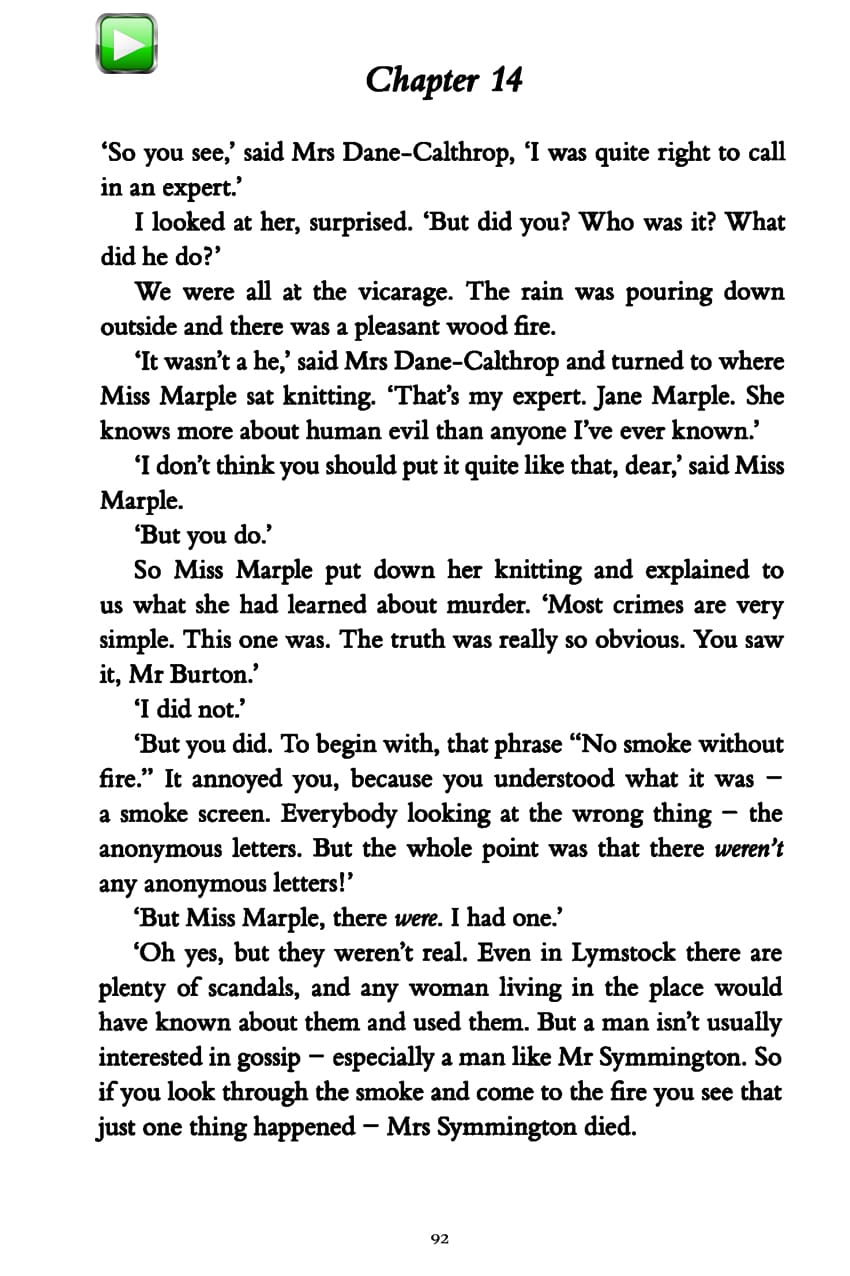 Chapter 14
‘So you see,’ said Mrs Dane-Calthrop, ‘I was quite right to call
in an expert.’
I looked at her, surprised. ‘But did you? Who was it? What
did he do?’
We were all at the vicarage. The rain was pouring down
outside and there was a pleasant wood fire.
‘It wasn’t a he,’ said Mrs Dane-Calthrop and turned to where
Miss Marple sat knitting. ‘That’s my expert. Jane Marple. She
knows more about human evil than anyone I’ve ever known.’
‘I don’t think you should put it quite like that, dear,’ said Miss
Marple.
‘But you do.’
So Miss Marple put down her knitting and explained to
us what she had learned about murder. ‘Most crimes are very
simple. This one was. The truth was really so obvious. You saw
it, Mr Burton.’
‘I did not.’
‘But you did. To begin with, that phrase “No smoke without
fire.” It annoyed you, because you understood what it was –
a smoke screen. Everybody looking at the wrong thing – the
anonymous letters. But the whole point was that there weren’t
any anonymous letters!’
‘But Miss Marple, there were. I had one.’
‘Oh yes, but they weren’t real. Even in Lymstock there are
plenty of scandals, and any woman living in the place would
have known about them and used them. But a man isn’t usually
interested in gossip – especially a man like Mr Symmington. So
if you look through the smoke and come to the fire you see that
just one thing happened – Mrs Symmington died.
92